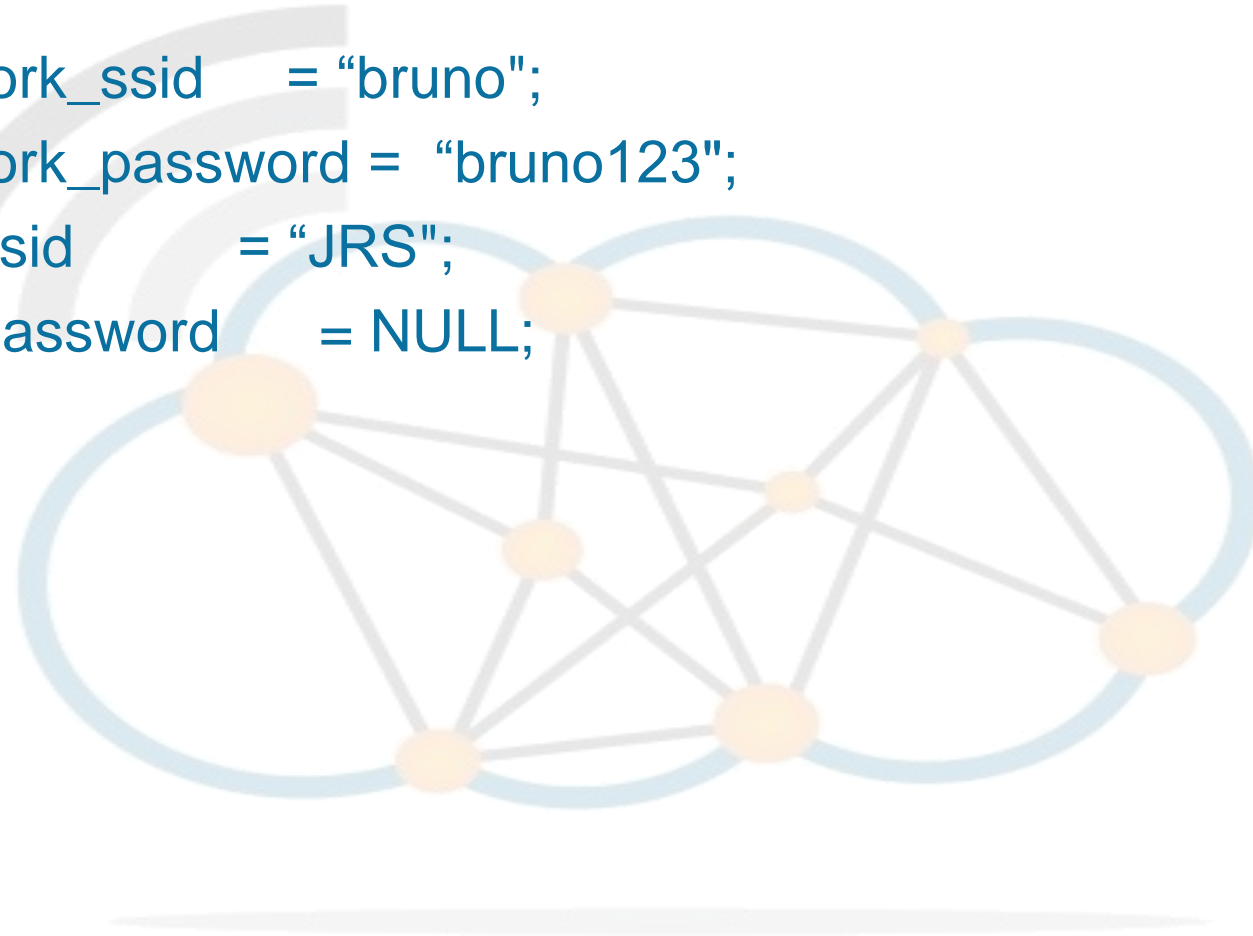 ork_ssid = “bruno";
ork_password = “bruno123";
sid = “JRS";
assword = NULL;